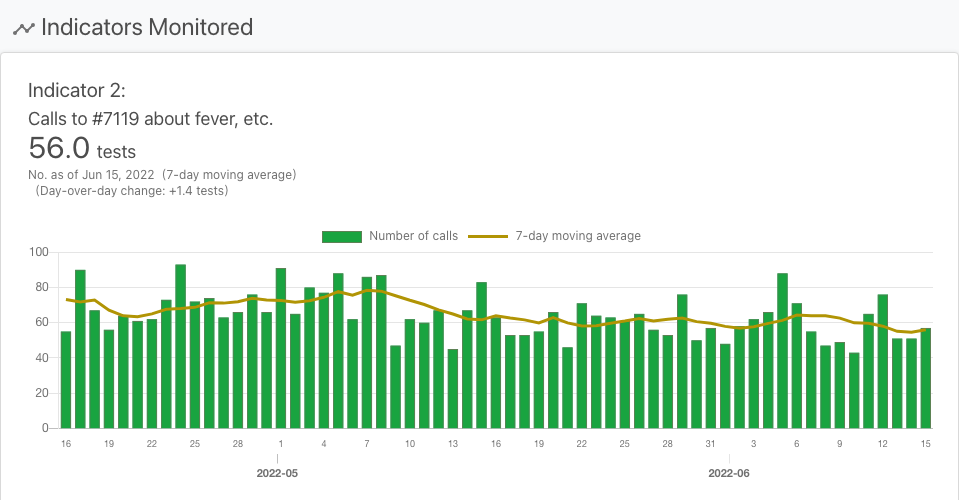 Indicators Monitored
Indicator 2:
Calls to #7119 about fever, etc.
56.0 tests
No. as of Jun 15, 2022 (7-day moving average)
(Day-over-day change: +1.4 tests)
Number of calls 7-day moving average
100
80
60
40
20
0
16 19 22 25 28 1 4 7 10 13 16 19 22 25 28 31 3 6 9 12 15
2022-05 2022-06